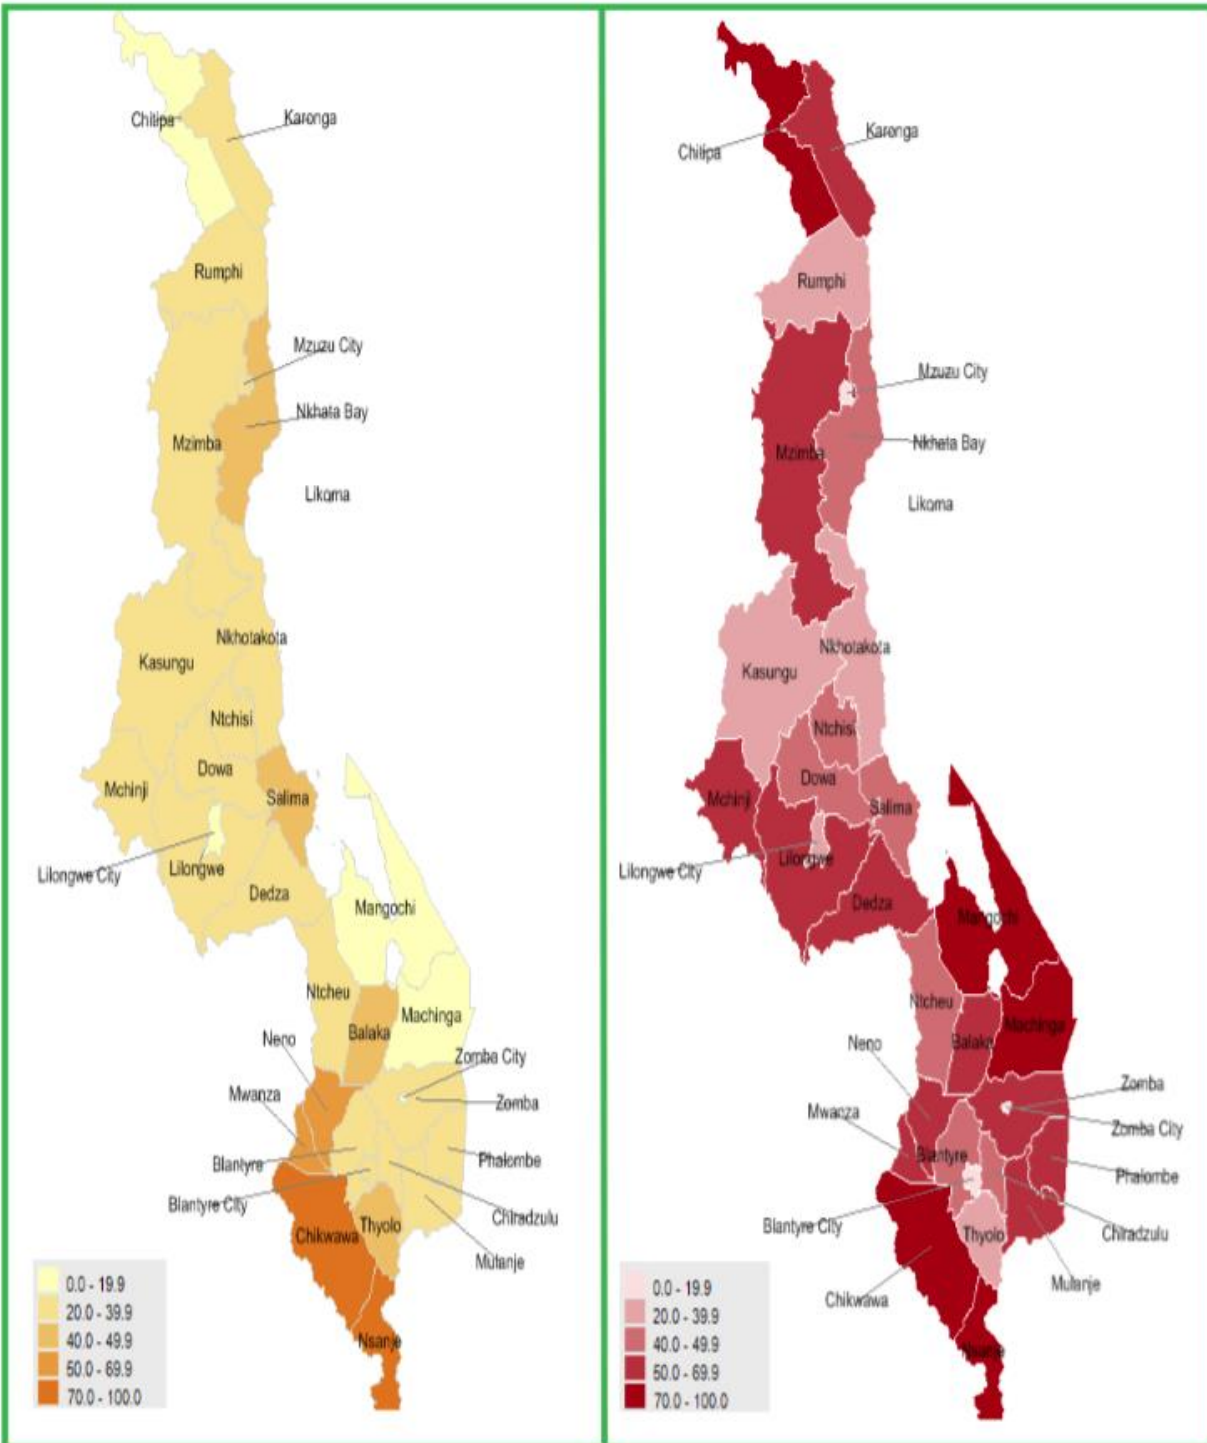 Chitipa
Karonga
Rumphi
Mzuzu City
Nkhata Bay
Mzimba
Likoma
Nkhotakota
Kasungu
Ntchisi
Dowa
Mchinji
Salima
Lilongwe City
Lilongwe
Dedza
Mangochi
Ntcheu
Machinga
Balaka
Neno
Zomba City
Mwanza
Zomba
Blantyre
Phalombe
Blantyre City
Chiradzulu
Thyolo
Chikwawa
Mulanje
Nsanje
0.0 - 19.9
20.0 - 39.9
40.0 - 49.9
50.0 - 69.9
70.0 - 100.0
Karonga
Chitipa
Rumphi
Mzuzu City
Nkhata Bay
Mzimba
Likoma
Nkhotakota
Kasungu
Ntchisi
Dowa
Mchinji
Salima
Lilongwe
Lilongwe City
Dedza
Mangochi
Ntcheu
Machinga
Balaka
Neno
Zomba
Mwanza
Zomba City
Blantyre
Phalombe
Blantyre City
Chiradzulu
Thyolo
Mulanje
Chikwawa
Nsanje
0.0 - 19.9
20.0 - 39.9
40.0 - 49.9
50.0 - 69.9
70.0 - 100.0